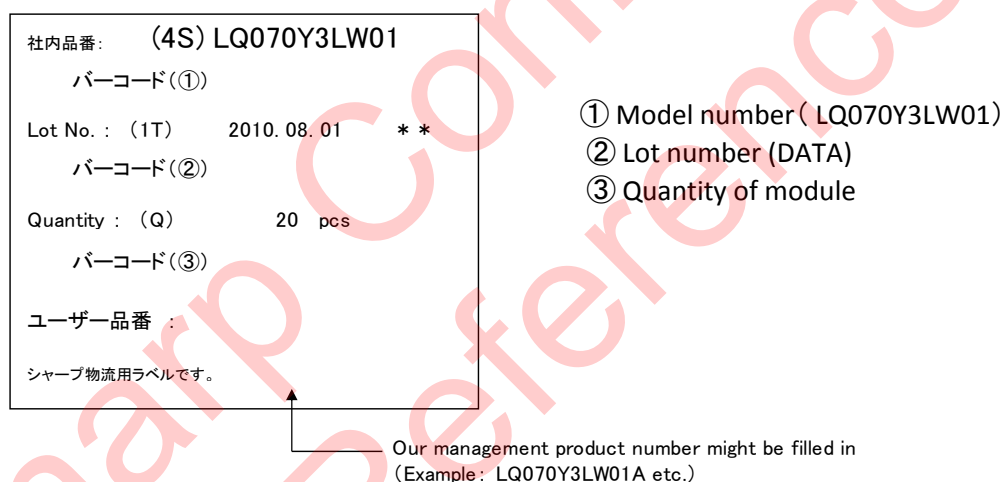 社内品番: (4S) LQ070Y3LW01
バーコード(①)
Lot No. : (1T) 2010.08.01 **
バーコード(②)
Quantity : (Q) 20 pcs
バーコード(③)
ユーザー品番 :
シャープ物流用ラベルです。
① Model number( LQ070Y3LW01)
② Lot number (DATA)
③ Quantity of module
Our management product number might be filled in
(Example: LQ070Y3LW01A etc.)